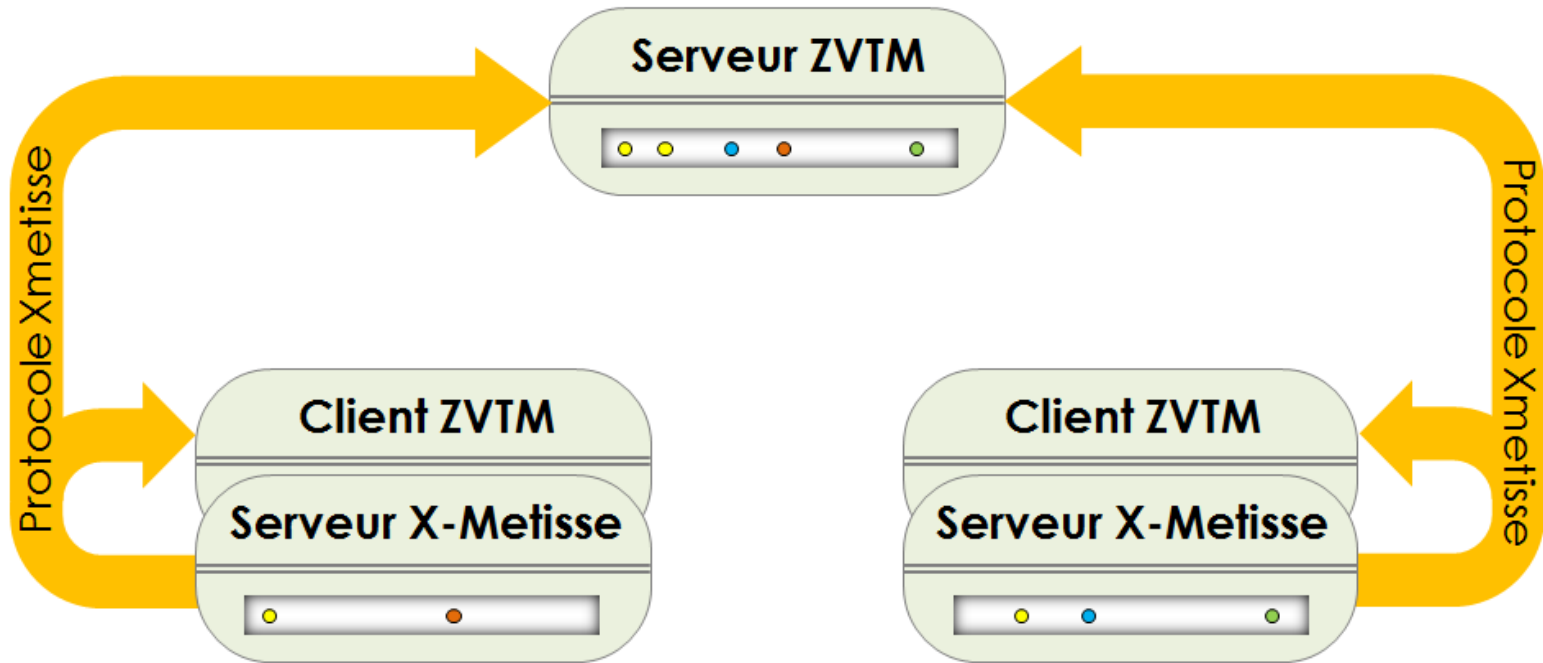 Serveur ZVTM
Protocole Xmetisse
Protocole Xmetisse
Client ZVTM
Serveur X-Metisse
Client ZVTM
Serveur X-Metisse